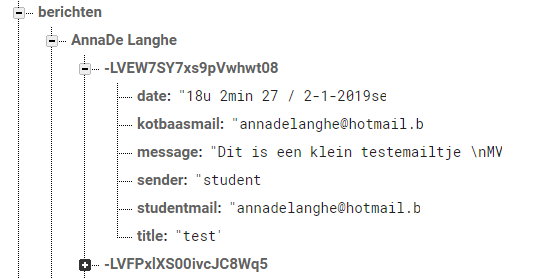 berichten
AnnaDe Langhe
-LVEW7SY7xs9pVwhwt08
date: "18u 2min 27 / 2-1-2019se
kotbaasmail: "annadelanghe@hotmail.b
message: "Dit is een klein testemailtje \nMV
sender: "student
studentmail: "annadelanghe@hotmail.b
title: "test'
-LVFPxlXS00ivcJC8Wq5